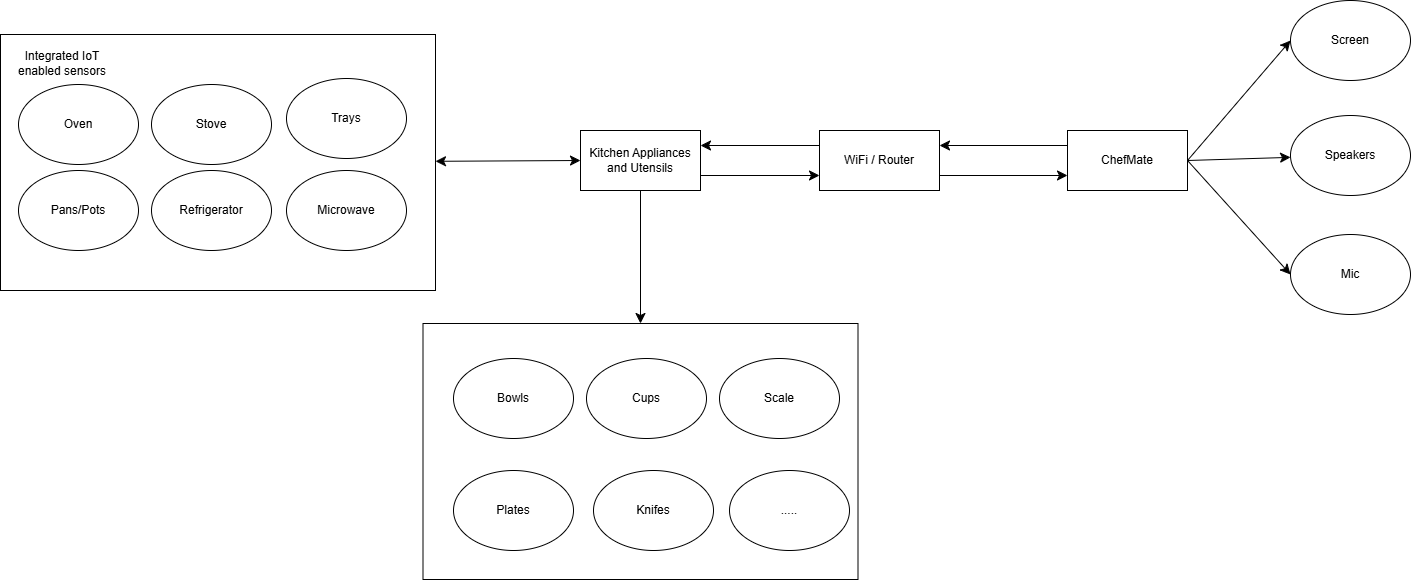 Integrated IoT
enabled sensors
Oven
Stove
Trays
Pans/Pots
Refrigerator
Microwave
Kitchen Appliances
and Utensils
WiFi / Router
ChefMate
Screen
Speakers
Mic
Bowls
Cups
Scale
Plates
Knifes
.....